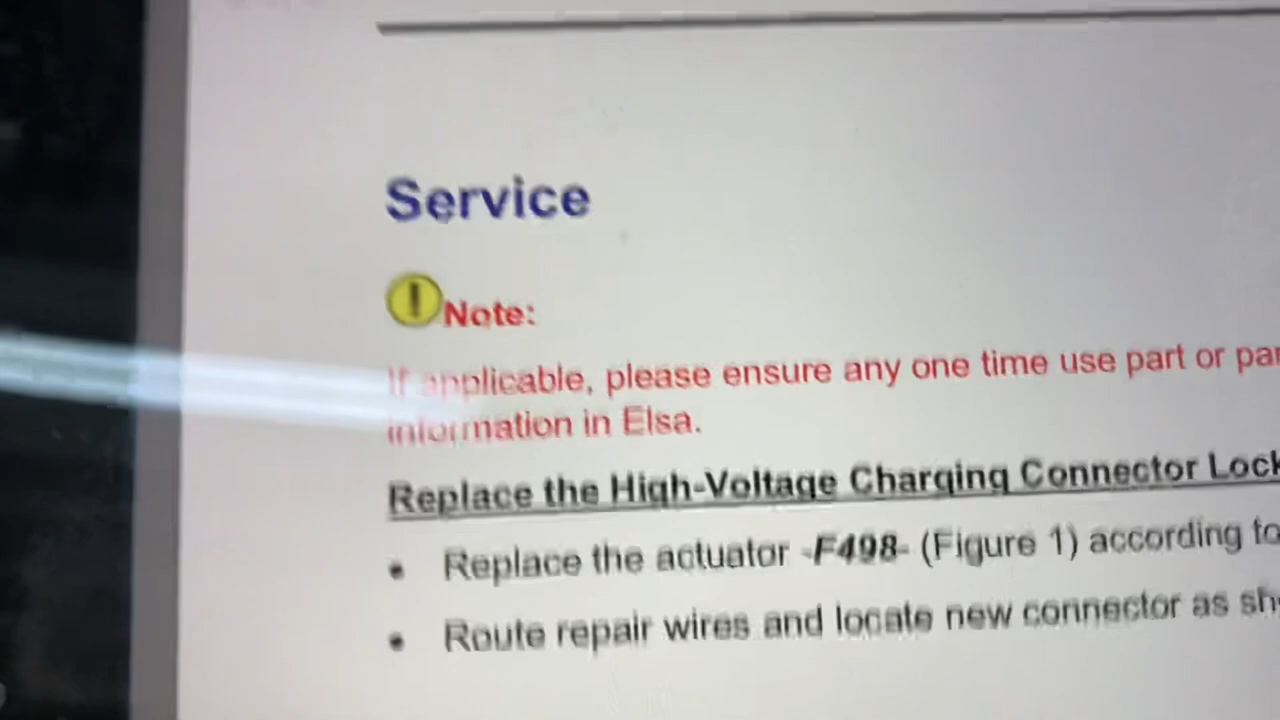 Service
Note:
If applicable, please ensure any one time use part or par
information in Elsa.
Replace the High-Voltage Charging Connector Lock
• Replace the actuator -F498- (Figure 1) according to
• Route repair wires and locate new connector as sh